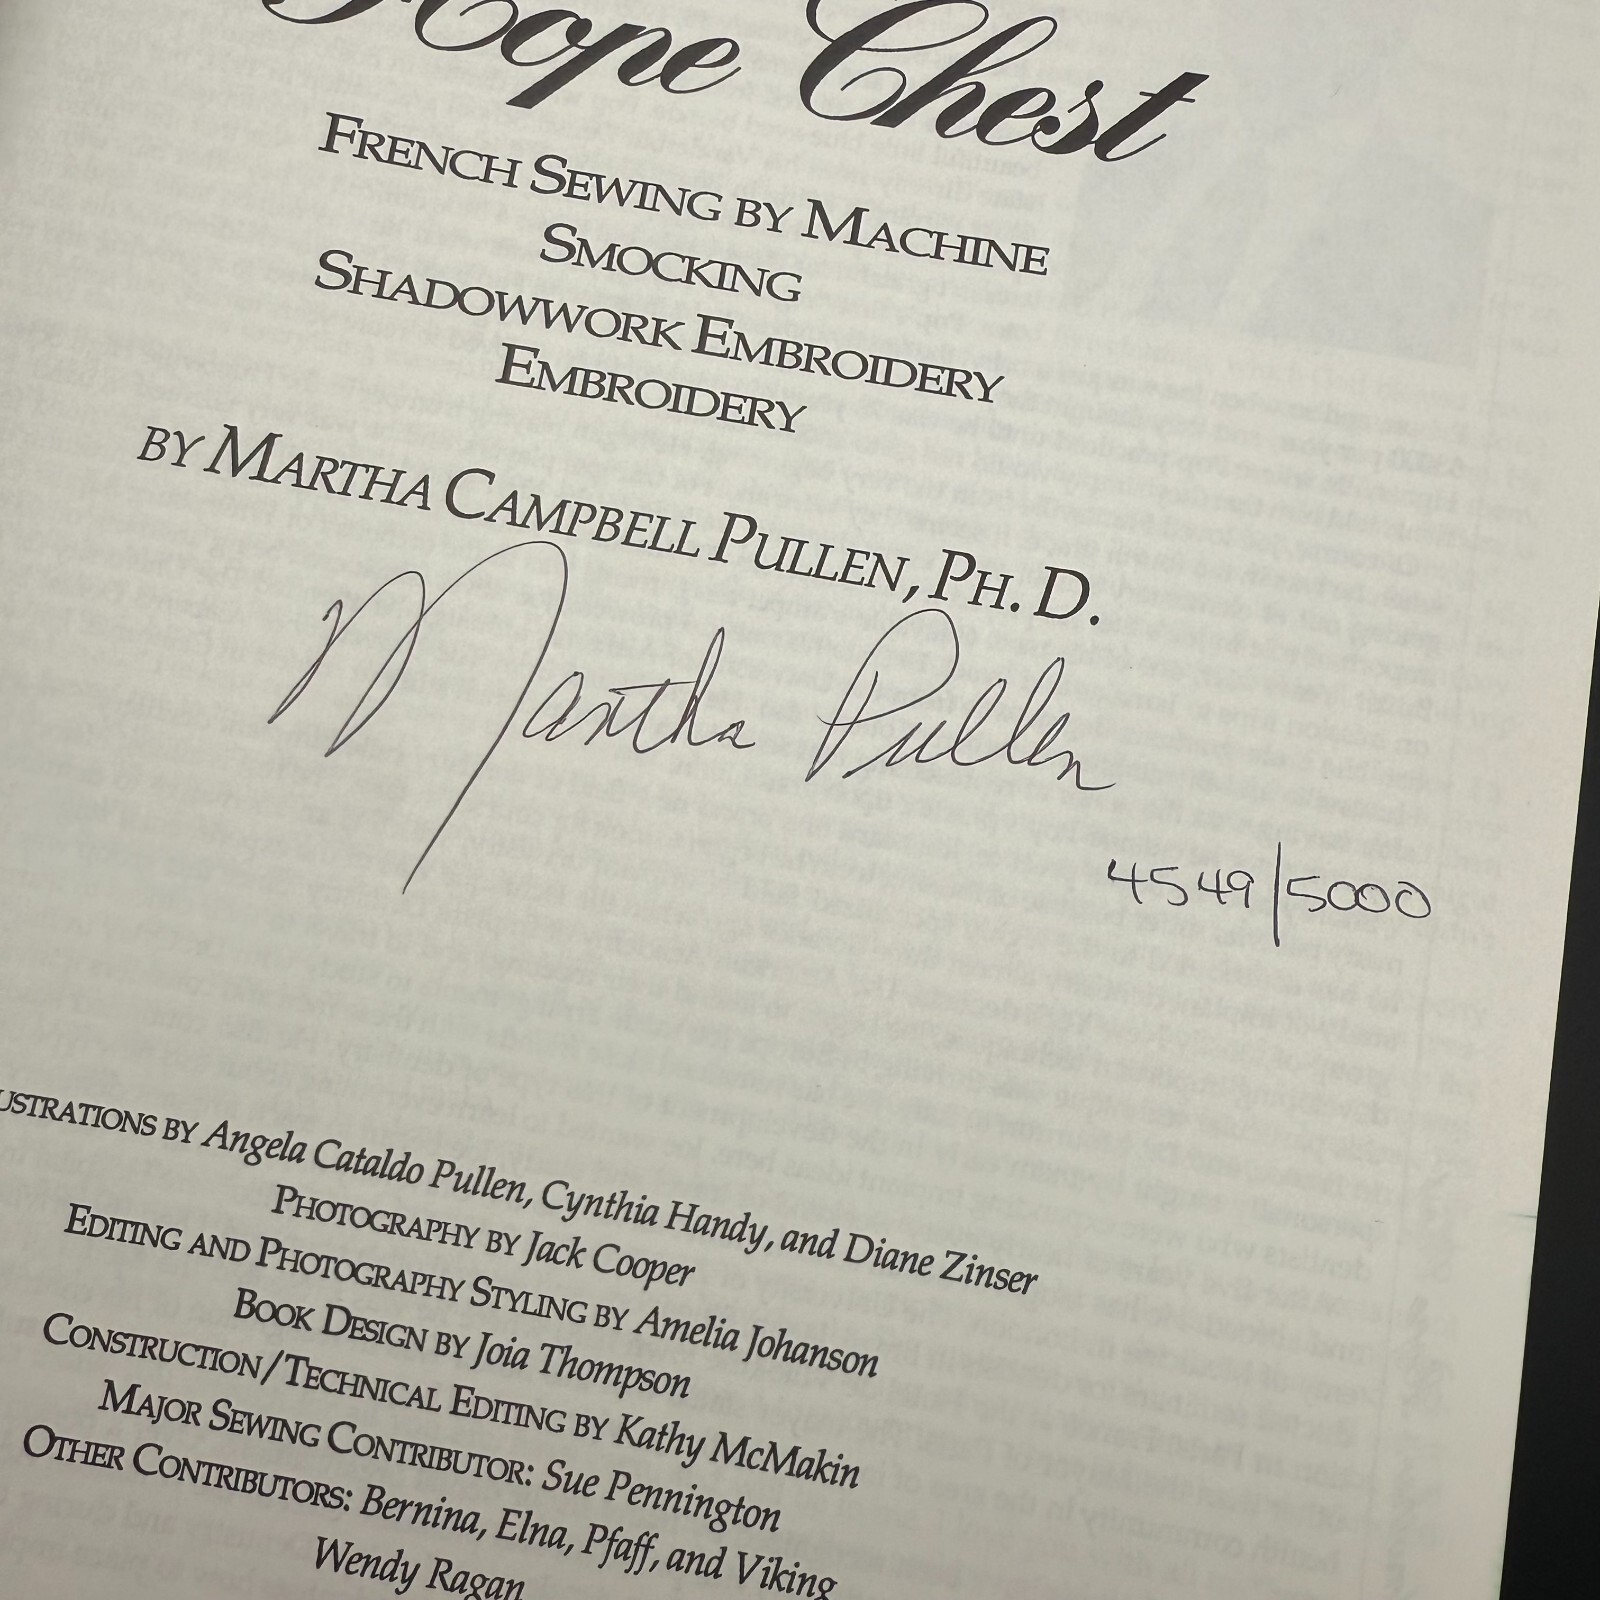 Hope Chest
FRENCH SEWING BY MACHINE
SMOCKING
SHADOWWORK EMBROIDERY
EMBROIDERY
BY MARTHA CAMPBELL PULLEN, PH. D.
Martha Pullen
4549/5000
USTRATIONS BY Angela Cataldo Pullen, Cynthia Handy, and Diane Zinser
PHOTOGRAPHY BY Jack Cooper
EDITING AND PHOTOGRAPHY STYLING BY Amelia Johanson
BOOK DESIGN BY Joia Thompson
CONSTRUCTION/TECHNICAL EDITING BY Kathy McMakin
MAJOR SEWING CONTRIBUTOR: Sue Pennington
OTHER CONTRIBUTORS: Bernina, Elna, Pfaff, and Viking
Wendy Ragan